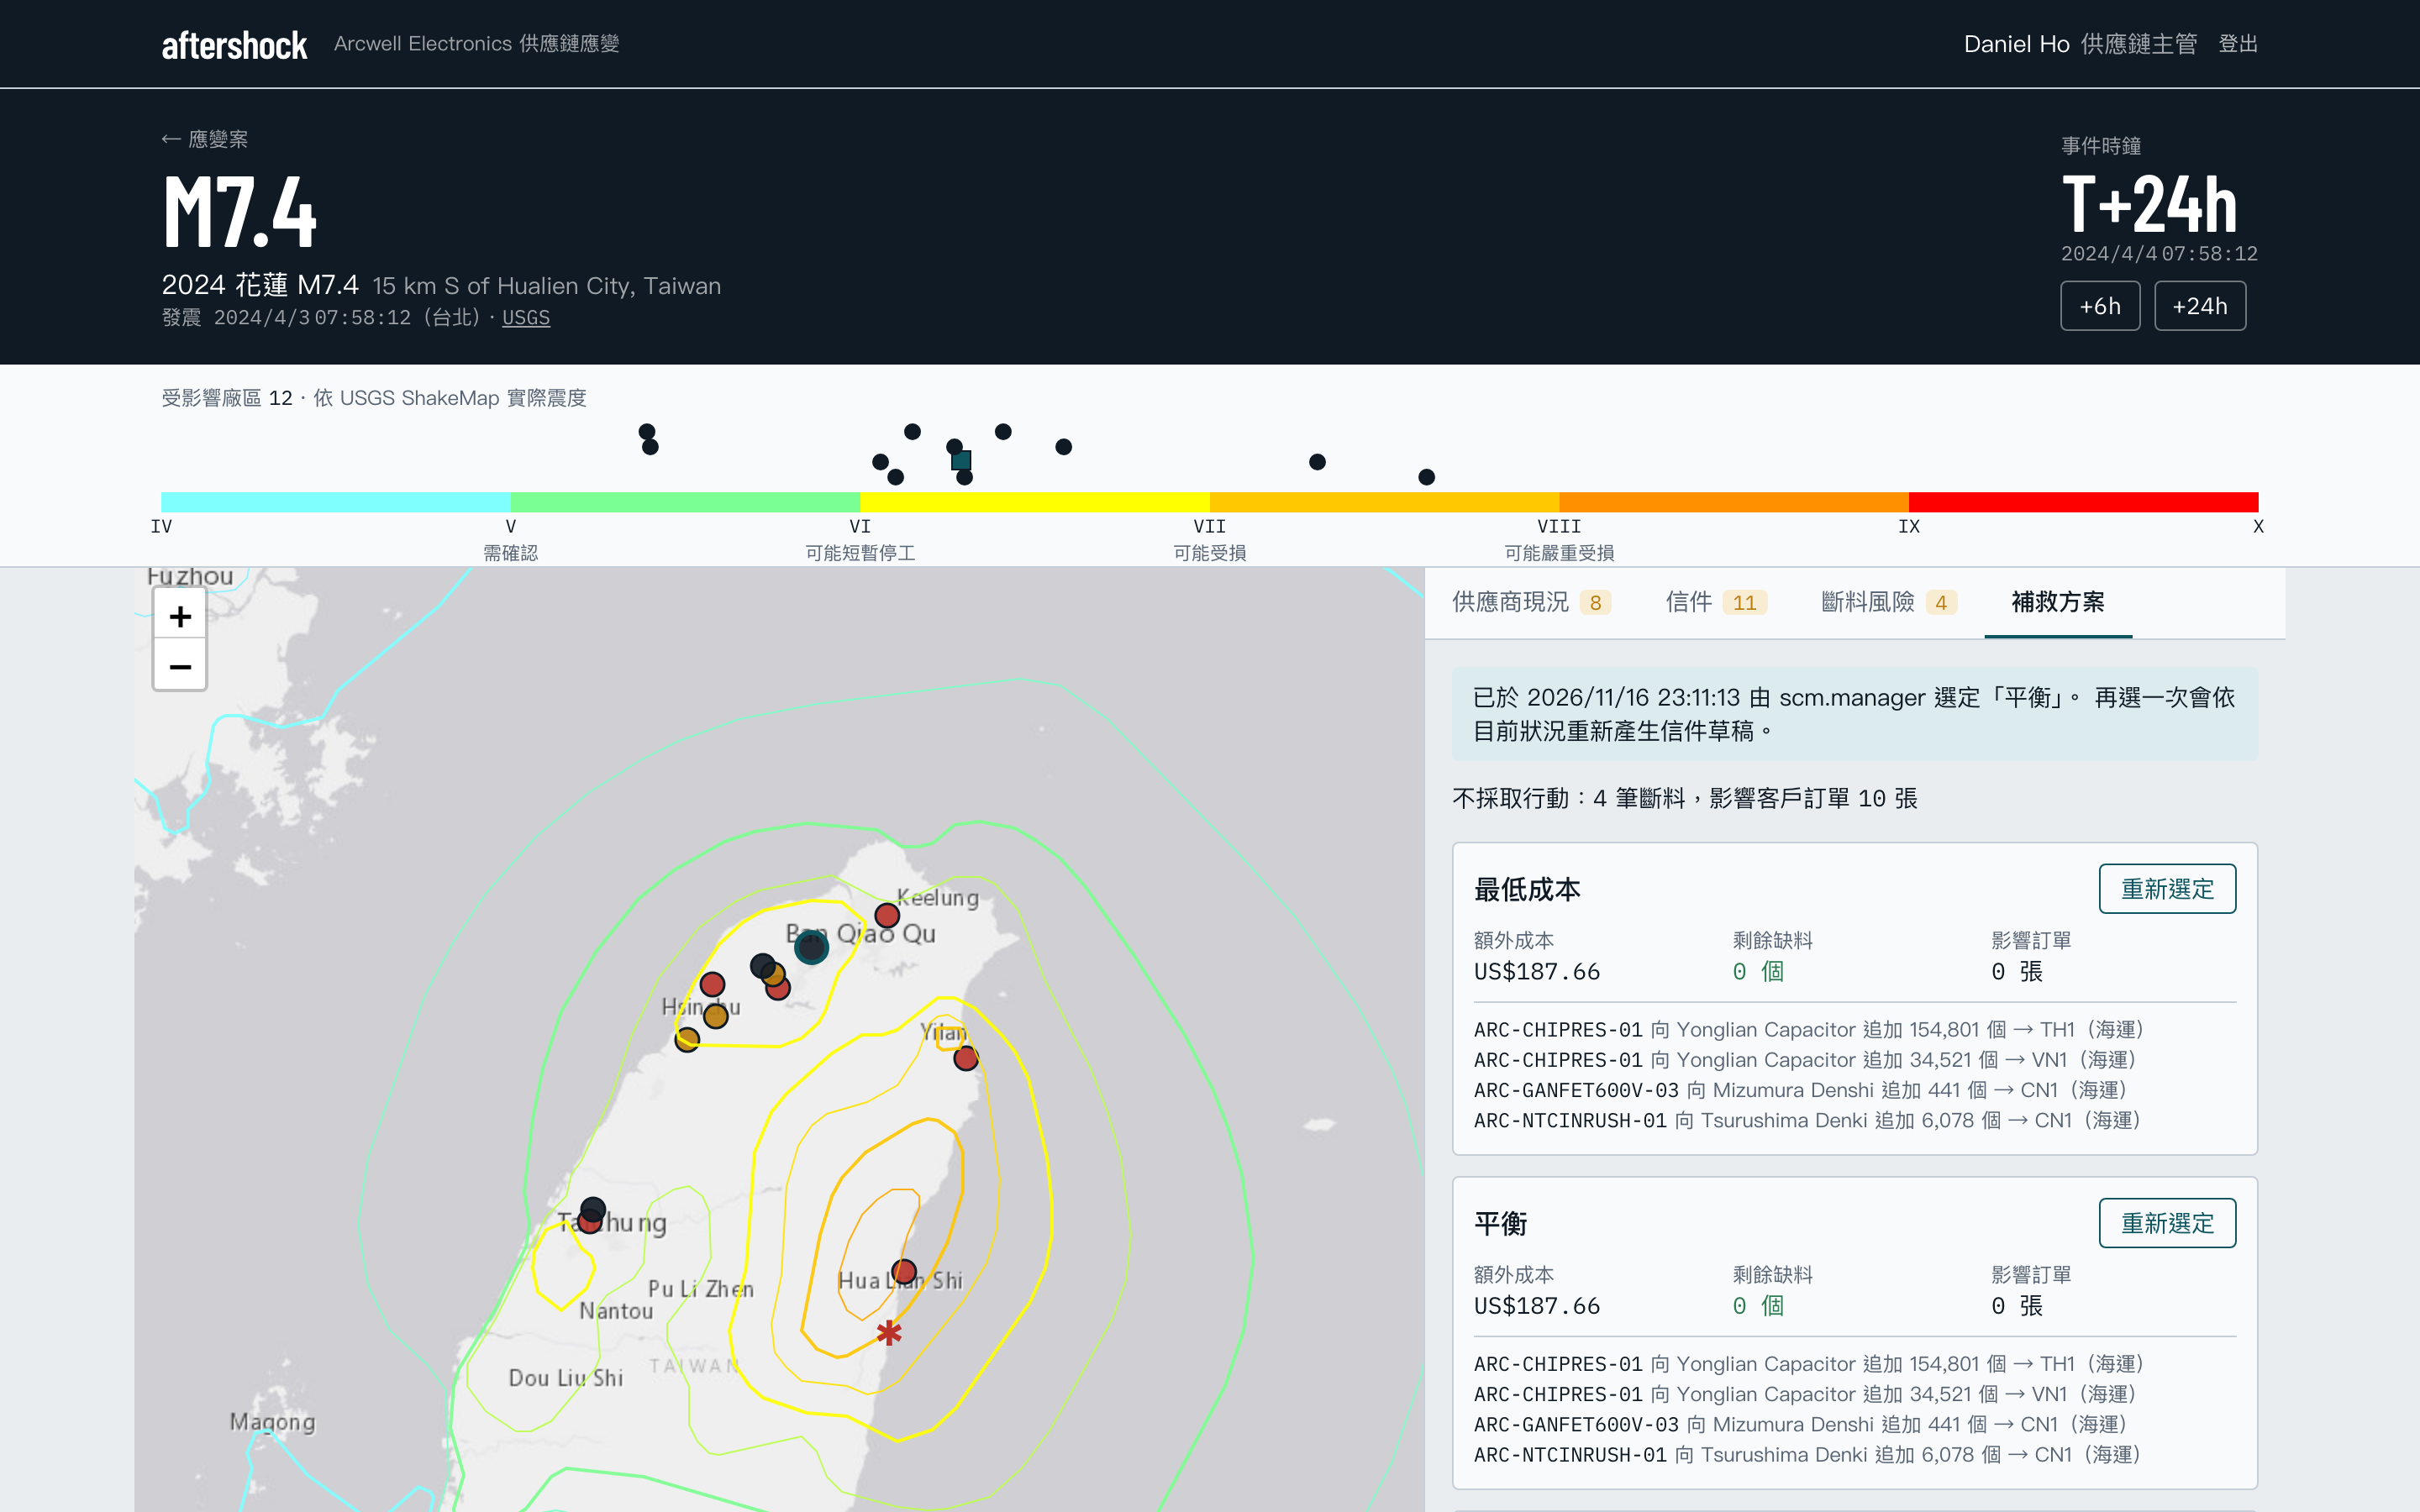 aftershock Arcwell Electronics 供應鏈應變
Daniel Ho 供應鏈主管 登出
← 應變案
M7.4
2024 花蓮 M7.4 15 km S of Hualien City, Taiwan
發震 2024/4/3 07:58:12 (台北) · USGS
事件時鐘
T+24h
2024/4/4 07:58:12
+6h +24h
受影響廠區 12 · 依 USGS ShakeMap 實際震度
IV V VI VII VIII IX X
需確認 可能短暫停工 可能受損 可能嚴重受損
Fuzhou
+
−
Keelung
Ban Qiao Qu
Hsinchu
Yilan
Taichung
Hua Lian Shi
Pu Li Zhen
Nantou
TAIWAN
Dou Liu Shi
Magong
供應商現況 8 信件 11 斷料風險 4 補救方案
已於 2026/11/16 23:11:13 由 scm.manager 選定「平衡」。 再選一次會依
目前狀況重新產生信件草稿。
不採取行動：4 筆斷料，影響客戶訂單 10 張
最低成本 重新選定
額外成本 剩餘缺料 影響訂單
US$187.66 0 個 0 張
ARC-CHIPRES-01 向 Yonglian Capacitor 追加 154,801 個 → TH1（海運）
ARC-CHIPRES-01 向 Yonglian Capacitor 追加 34,521 個 → VN1（海運）
ARC-GANFET600V-03 向 Mizumura Denshi 追加 441 個 → CN1（海運）
ARC-NTCINRUSH-01 向 Tsurushima Denki 追加 6,078 個 → CN1（海運）
平衡 重新選定
額外成本 剩餘缺料 影響訂單
US$187.66 0 個 0 張
ARC-CHIPRES-01 向 Yonglian Capacitor 追加 154,801 個 → TH1（海運）
ARC-CHIPRES-01 向 Yonglian Capacitor 追加 34,521 個 → VN1（海運）
ARC-GANFET600V-03 向 Mizumura Denshi 追加 441 個 → CN1（海運）
ARC-NTCINRUSH-01 向 Tsurushima Denki 追加 6,078 個 → CN1（海運）